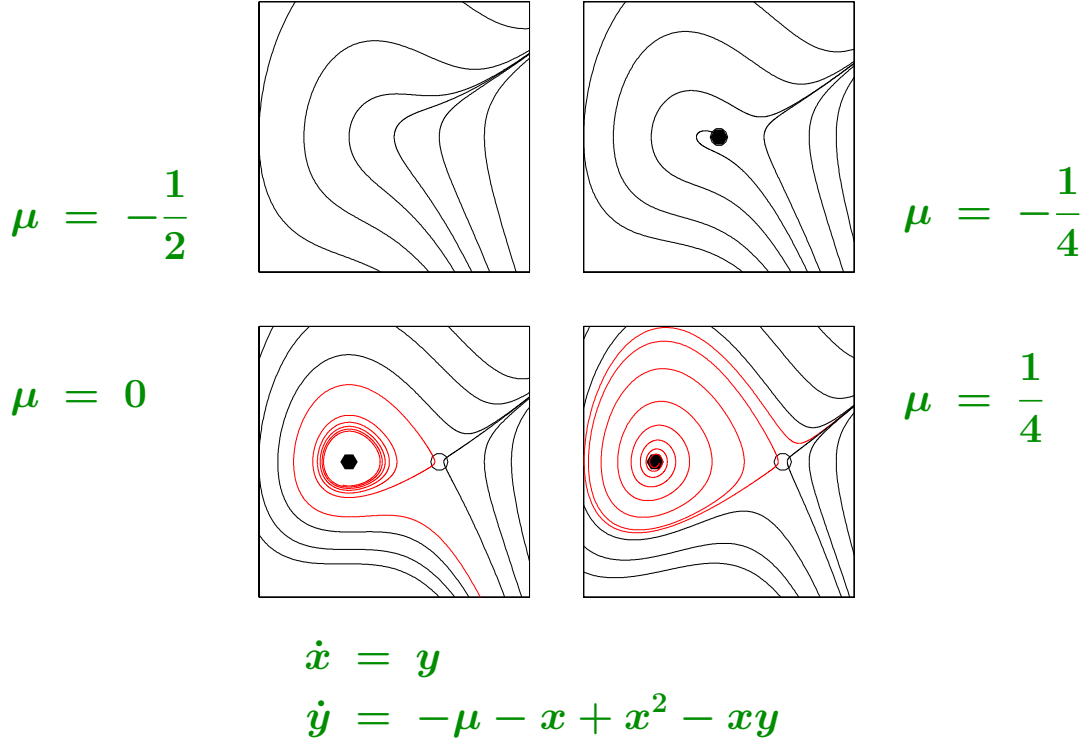 μ = −1/2
μ = −1/4
μ = 0
μ = 1/4
ẋ = y
ẏ = −μ − x + x² − xy